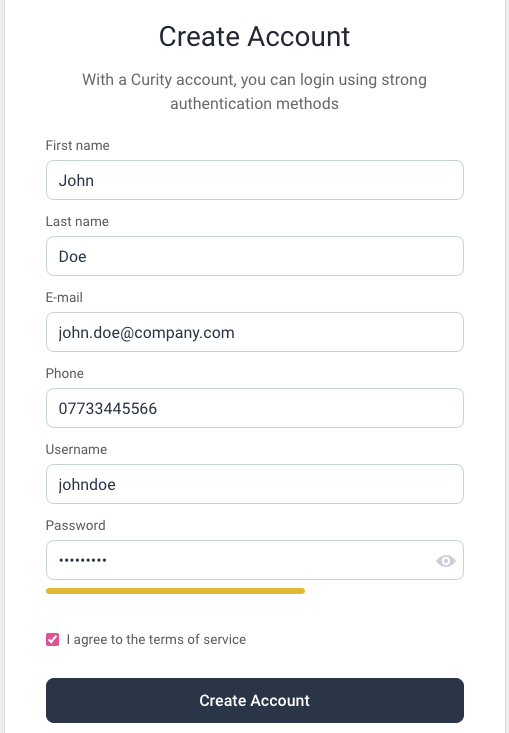 Create Account
With a Curity account, you can login using strong
authentication methods
First name
John
Last name
Doe
E-mail
john.doe@company.com
Phone
07733445566
Username
johndoe
Password
•••••••••
I agree to the terms of service
Create Account